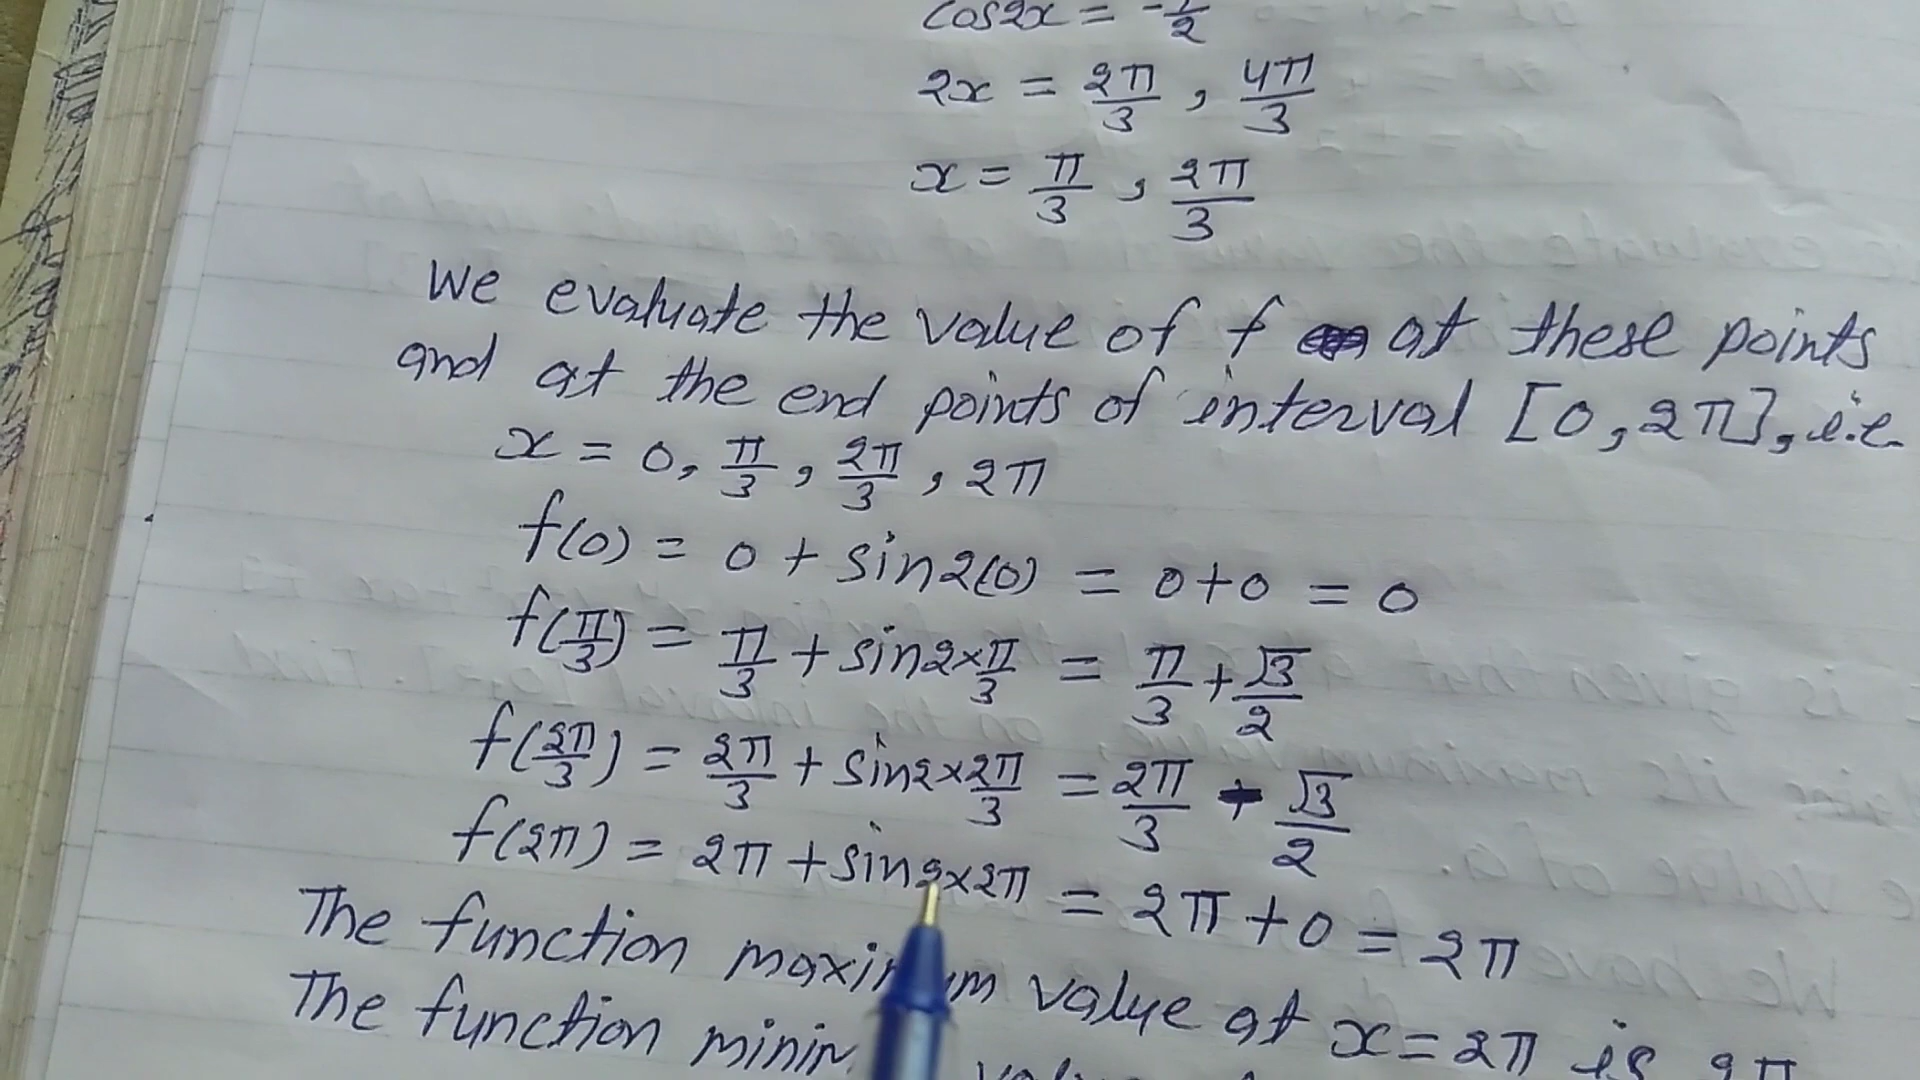 cos2x = -1/2
2x = 2π/3, 4π/3
x = π/3, 2π/3
We evaluate the value of f at these points
and at the end points of interval [0, 2π], i.e.
x = 0, π/3, 2π/3, 2π
f(0) = 0 + sin2(0) = 0+0 = 0
f(π/3) = π/3 + sin2×π/3 = π/3 + √3/2
f(2π/3) = 2π/3 + sin2×2π/3 = 2π/3 - √3/2
f(2π) = 2π + sin2×2π = 2π + 0 = 2π
The function maximum value at x = 2π is 2π
The function